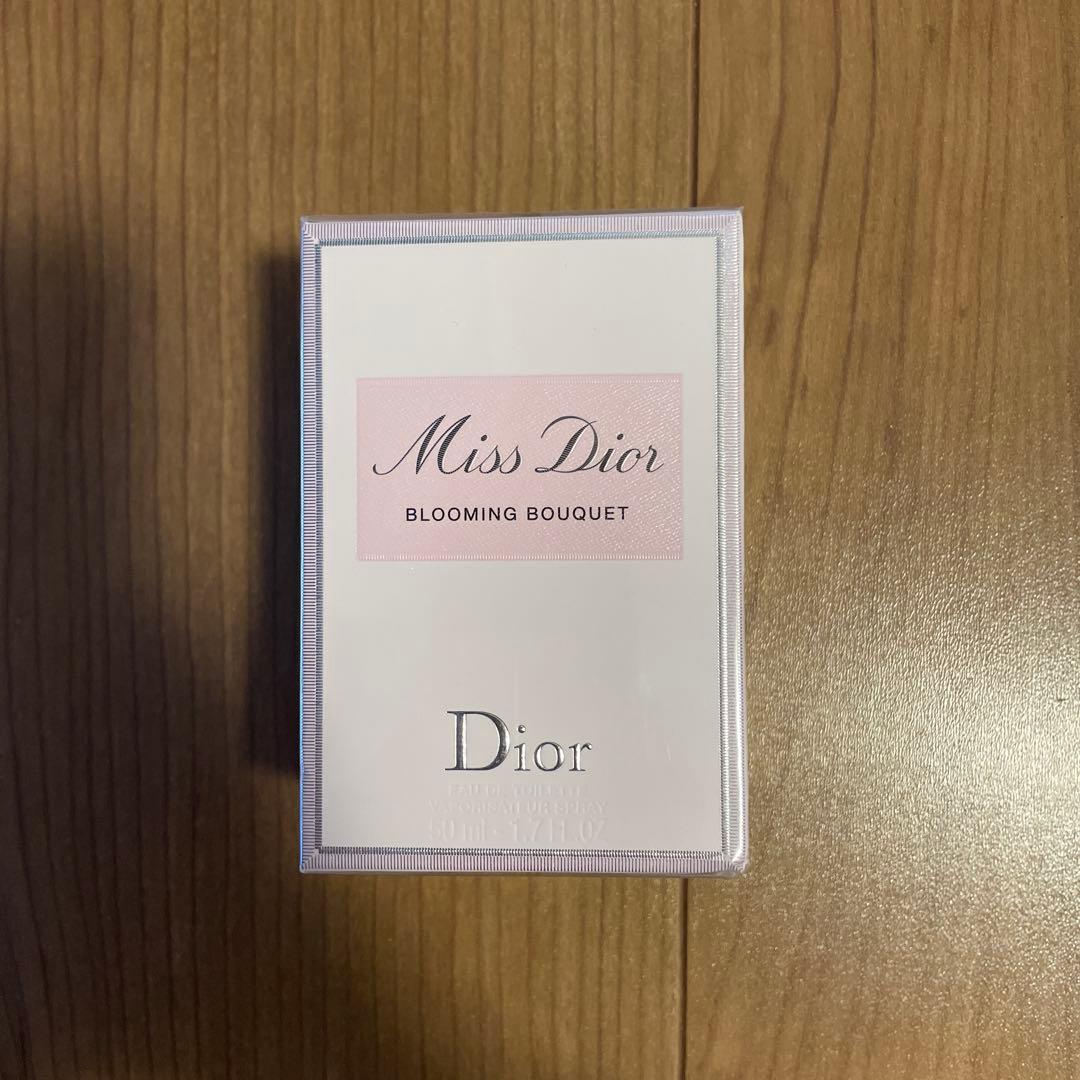 Miss Dior
BLOOMING BOUQUET
Dior
EAU DE TOILETTE
VAPORISATEUR SPRAY
50 ml - 1.7 fl. OZ